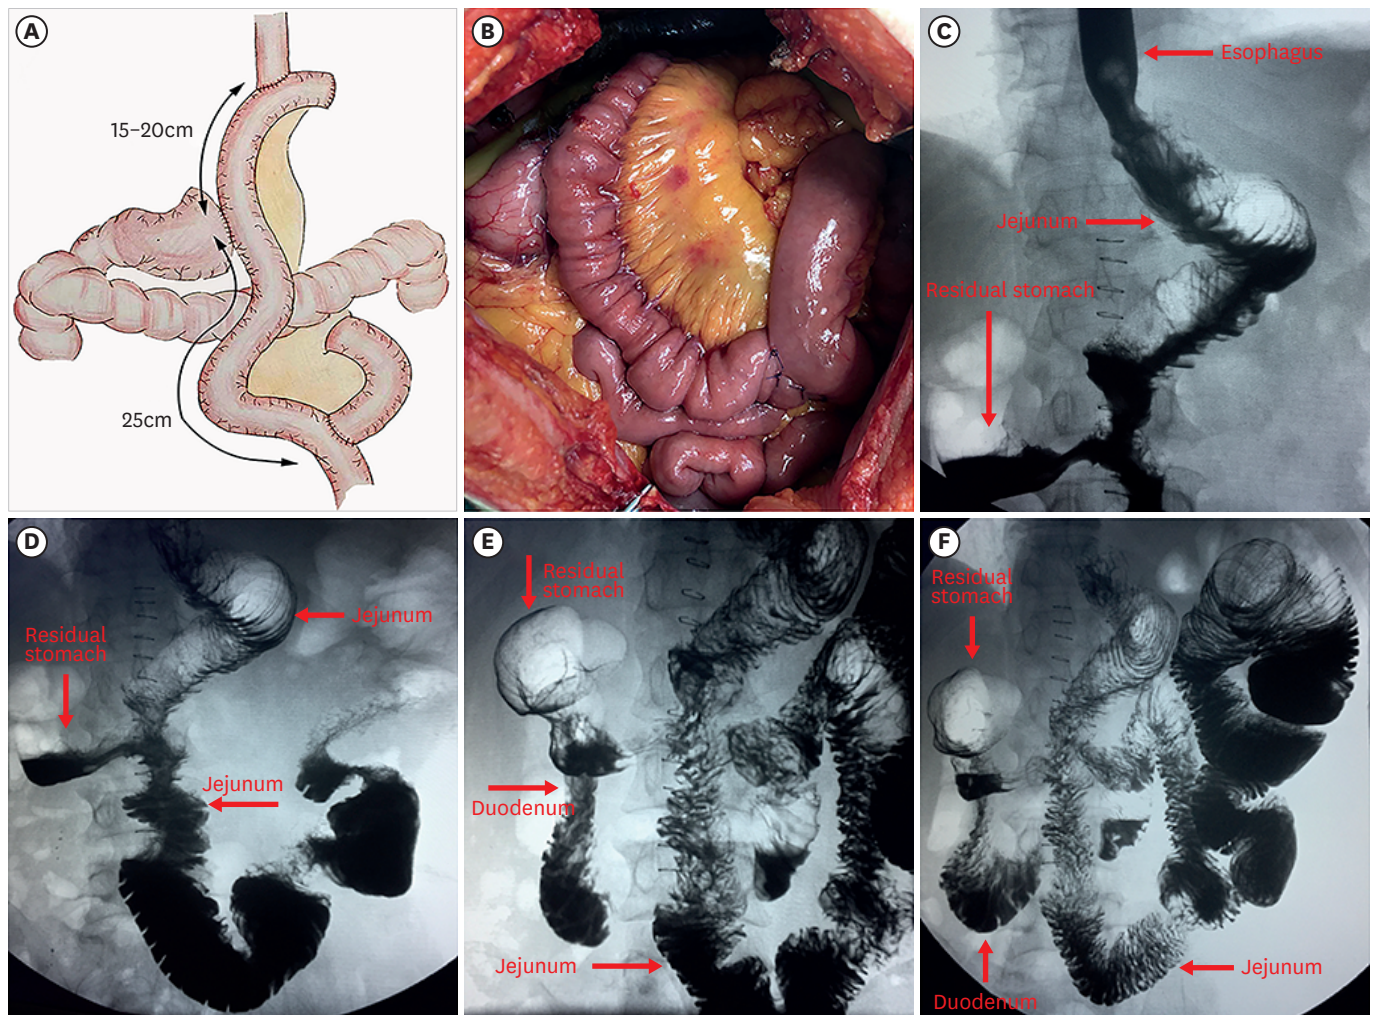 A
15-20cm
25cm
B
C
Esophagus
Jejunum
Residual stomach
D
Jejunum
Residual
stomach
Jejunum
E
Residual
stomach
Duodenum
Jejunum
F
Residual
stomach
Jejunum
Duodenum